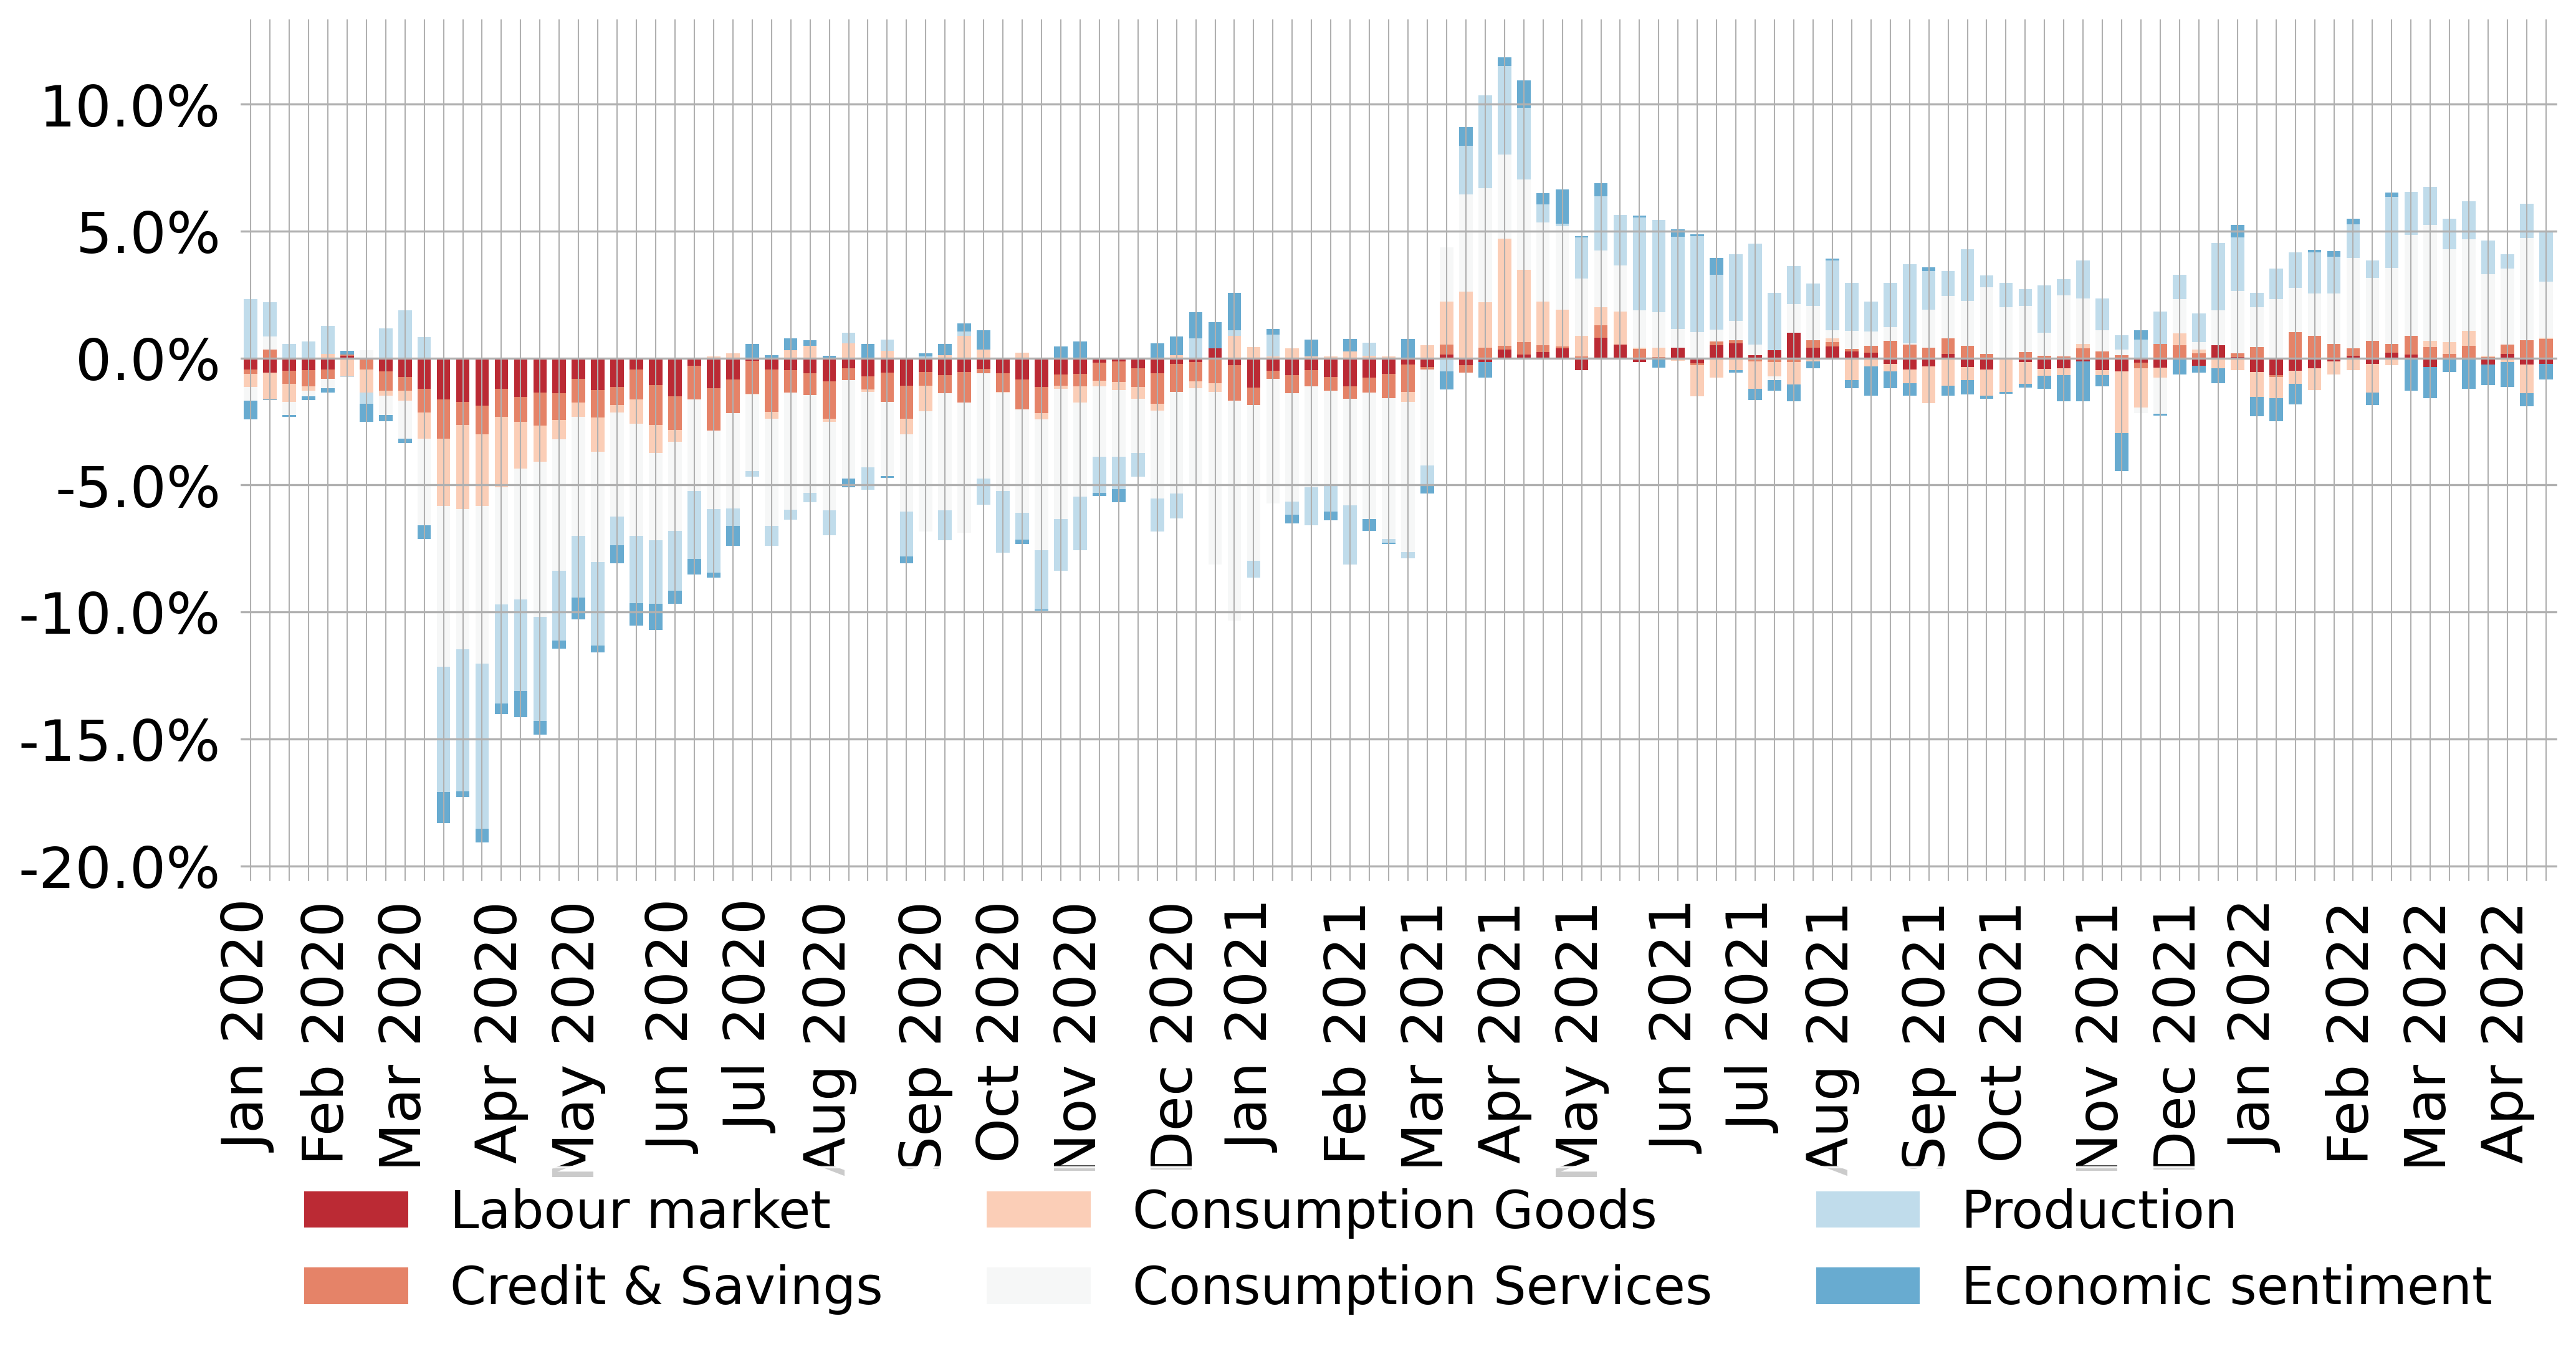 10.0%
5.0%
0.0%
-5.0%
-10.0%
-15.0%
-20.0%
Jan 2020
Feb 2020
Mar 2020
Apr 2020
May 2020
Jun 2020
Jul 2020
Aug 2020
Sep 2020
Oct 2020
Nov 2020
Dec 2020
Jan 2021
Feb 2021
Mar 2021
Apr 2021
May 2021
Jun 2021
Jul 2021
Aug 2021
Sep 2021
Oct 2021
Nov 2021
Dec 2021
Jan 2022
Feb 2022
Mar 2022
Apr 2022
Labour market
Consumption Goods
Production
Credit & Savings
Consumption Services
Economic sentiment